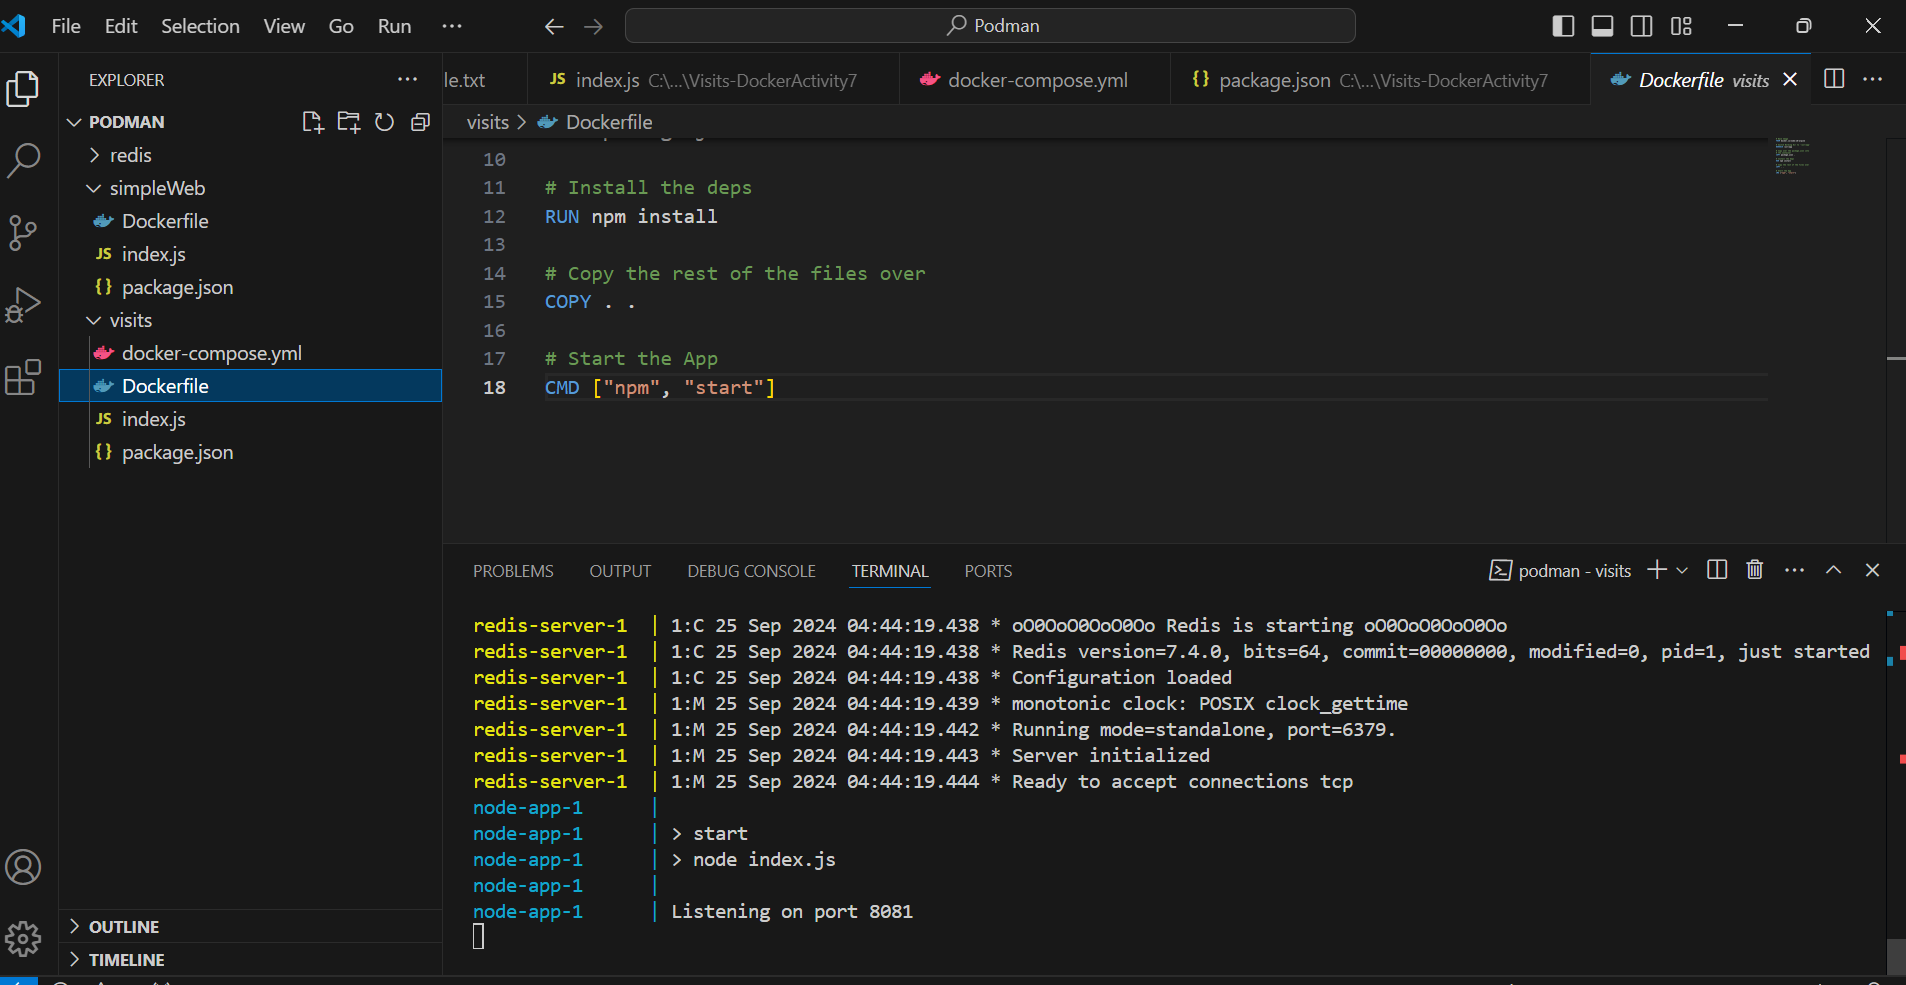 File Edit Selection View Go Run ··· Podman
EXPLORER ···
PODMAN
redis
simpleWeb
Dockerfile
JS index.js
{} package.json
visits
docker-compose.yml
Dockerfile
JS index.js
{} package.json
OUTLINE
TIMELINE
le.txt JS index.js C:\...\Visits-DockerActivity7 docker-compose.yml {} package.json C:\...\Visits-DockerActivity7 Dockerfile visits
visits > Dockerfile
10
11 # Install the deps
12 RUN npm install
13
14 # Copy the rest of the files over
15 COPY . .
16
17 # Start the App
18 CMD ["npm", "start"]
PROBLEMS OUTPUT DEBUG CONSOLE TERMINAL PORTS podman - visits
redis-server-1 | 1:C 25 Sep 2024 04:44:19.438 * oO0OoO0OoO0Oo Redis is starting oO0OoO0OoO0Oo
redis-server-1 | 1:C 25 Sep 2024 04:44:19.438 * Redis version=7.4.0, bits=64, commit=00000000, modified=0, pid=1, just started
redis-server-1 | 1:C 25 Sep 2024 04:44:19.438 * Configuration loaded
redis-server-1 | 1:M 25 Sep 2024 04:44:19.439 * monotonic clock: POSIX clock_gettime
redis-server-1 | 1:M 25 Sep 2024 04:44:19.442 * Running mode=standalone, port=6379.
redis-server-1 | 1:M 25 Sep 2024 04:44:19.443 * Server initialized
redis-server-1 | 1:M 25 Sep 2024 04:44:19.444 * Ready to accept connections tcp
node-app-1 |
node-app-1 | > start
node-app-1 | > node index.js
node-app-1 |
node-app-1 | Listening on port 8081